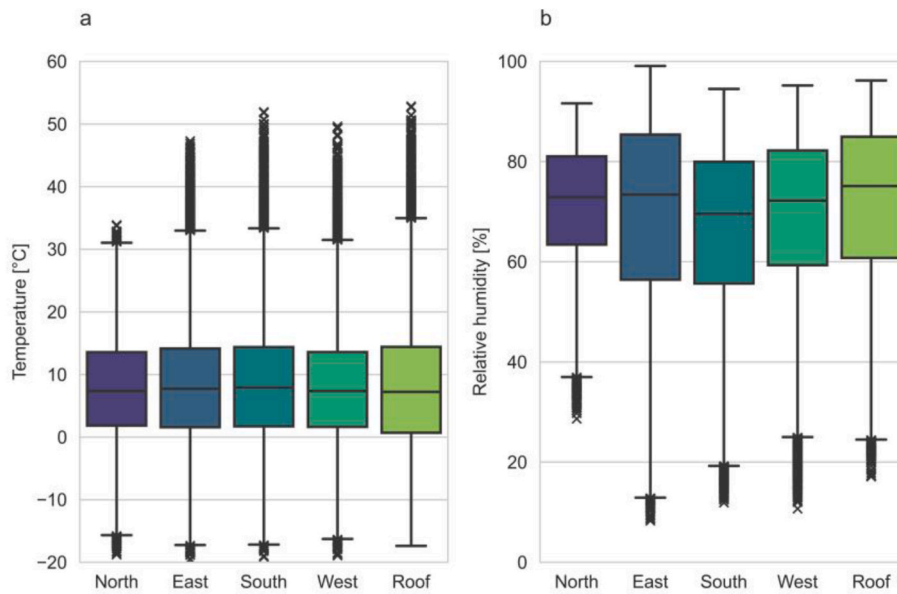 a
b
Temperature [°C]
60
50
40
30
20
10
0
−10
−20
North East South West Roof
Relative humidity [%]
100
80
60
40
20
0
North East South West Roof